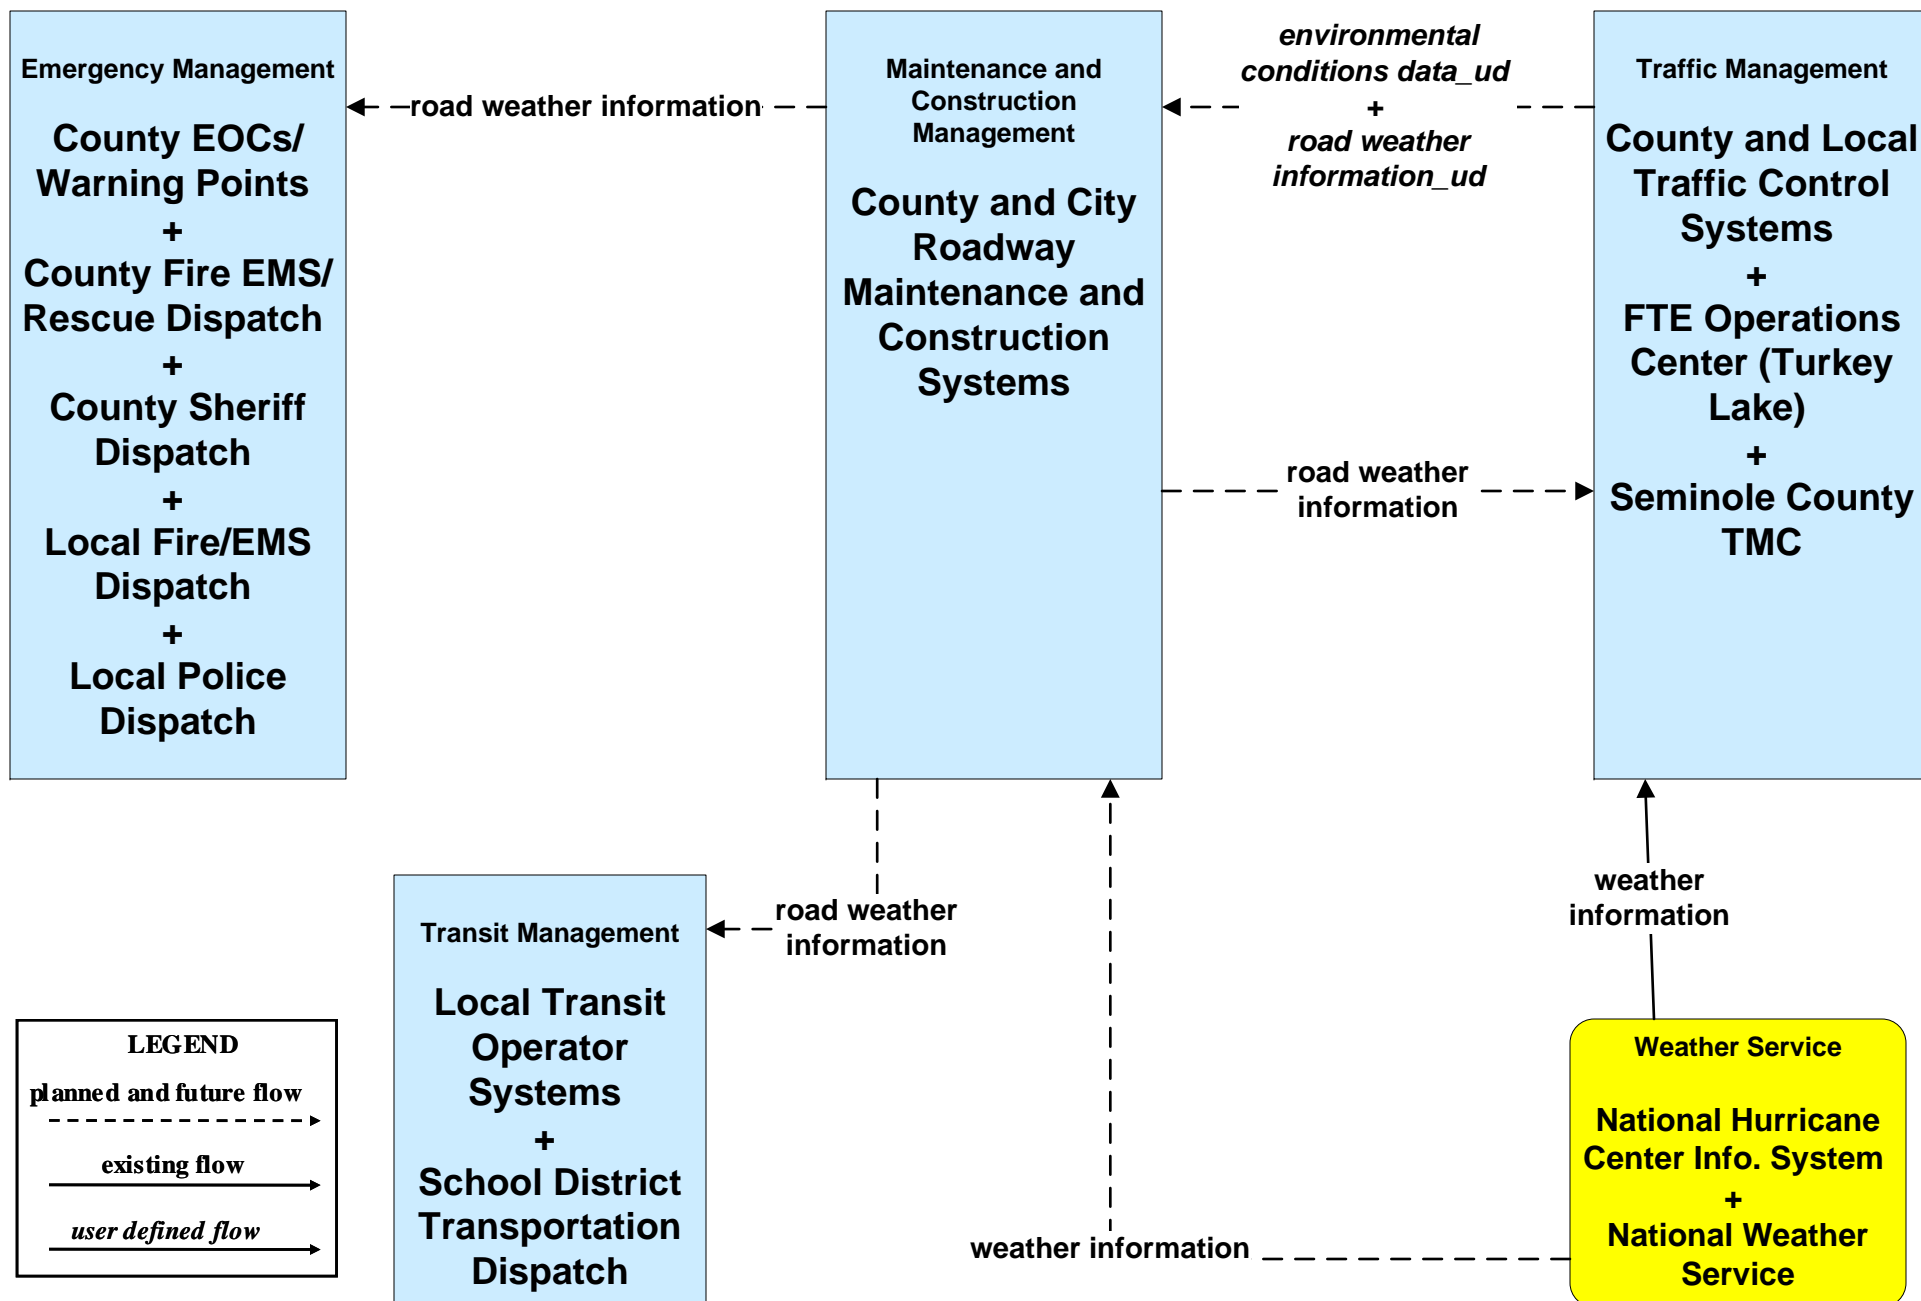 Emergency Management
County EOCs/
Warning Points
+
County Fire EMS/
Rescue Dispatch
+
County Sheriff
Dispatch
+
Local Fire/EMS
Dispatch
+
Local Police
Dispatch
road weather information
Maintenance and
Construction
Management
County and City
Roadway
Maintenance and
Construction
Systems
environmental
conditions data_ud
+
road weather
information_ud
road weather
information
Traffic Management
County and Local
Traffic Control
Systems
+
FTE Operations
Center (Turkey
Lake)
+
Seminole County
TMC
road weather
information
weather
information
Transit Management
Local Transit
Operator
Systems
+
School District
Transportation
Dispatch
weather information
Weather Service
National Hurricane
Center Info. System
+
National Weather
Service
LEGEND
planned and future flow
existing flow
user defined flow